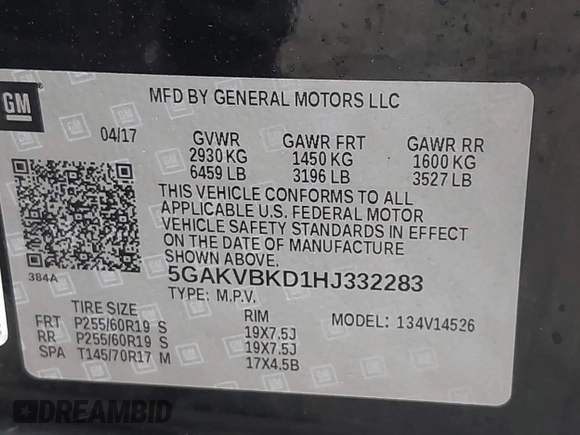 GM
MFD BY GENERAL MOTORS LLC
04/17
GVWR GAWR FRT GAWR RR
2930 KG 1450 KG 1600 KG
6459 LB 3196 LB 3527 LB
THIS VEHICLE CONFORMS TO ALL
APPLICABLE U.S. FEDERAL MOTOR
VEHICLE SAFETY STANDARDS IN EFFECT
ON THE DATE OF MANUFACTURE
SHOWN ABOVE.
384A
5GAKVBKD1HJ332283
TYPE: M.P.V.
TIRE SIZE RIM MODEL: 134V14526
FRT P255/60R19 S 19X7.5J
RR P255/60R19 S 19X7.5J
SPA T145/70R17 M 17X4.5B
DREAMBID